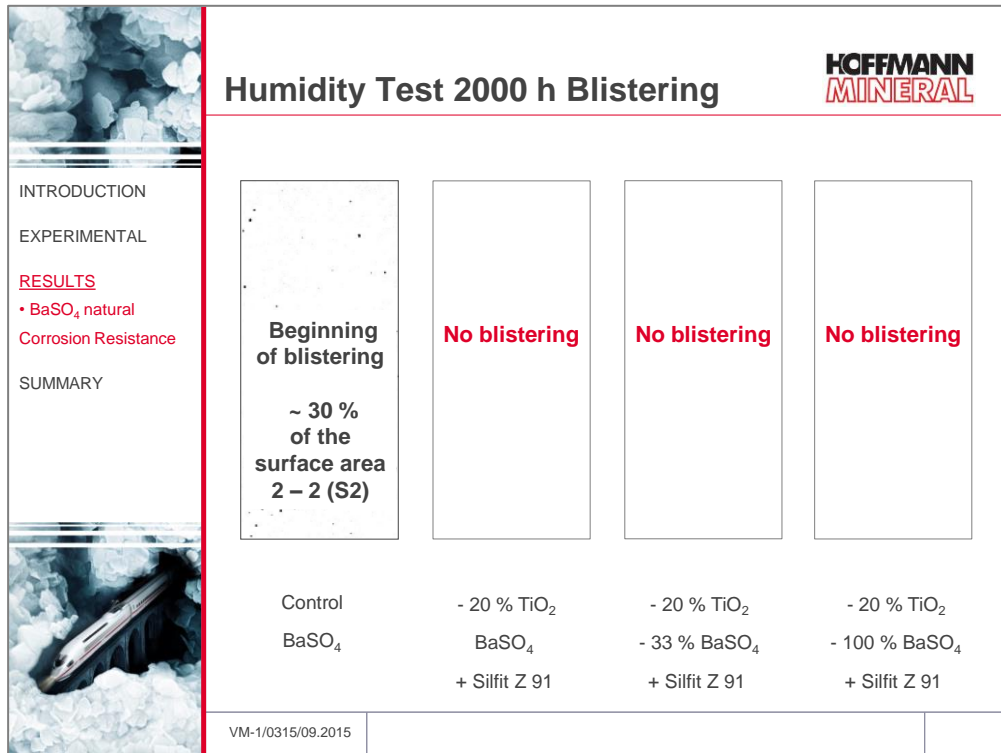 Humidity Test 2000 h Blistering
HOFFMANN
MINERAL
INTRODUCTION
EXPERIMENTAL
RESULTS
• BaSO₄ natural
Corrosion Resistance
SUMMARY
Beginning
of blistering
~ 30 %
of the
surface area
2 – 2 (S2)
No blistering
No blistering
No blistering
Control
BaSO₄
- 20 % TiO₂
BaSO₄
+ Silfit Z 91
- 20 % TiO₂
- 33 % BaSO₄
+ Silfit Z 91
- 20 % TiO₂
- 100 % BaSO₄
+ Silfit Z 91
VM-1/0315/09.2015